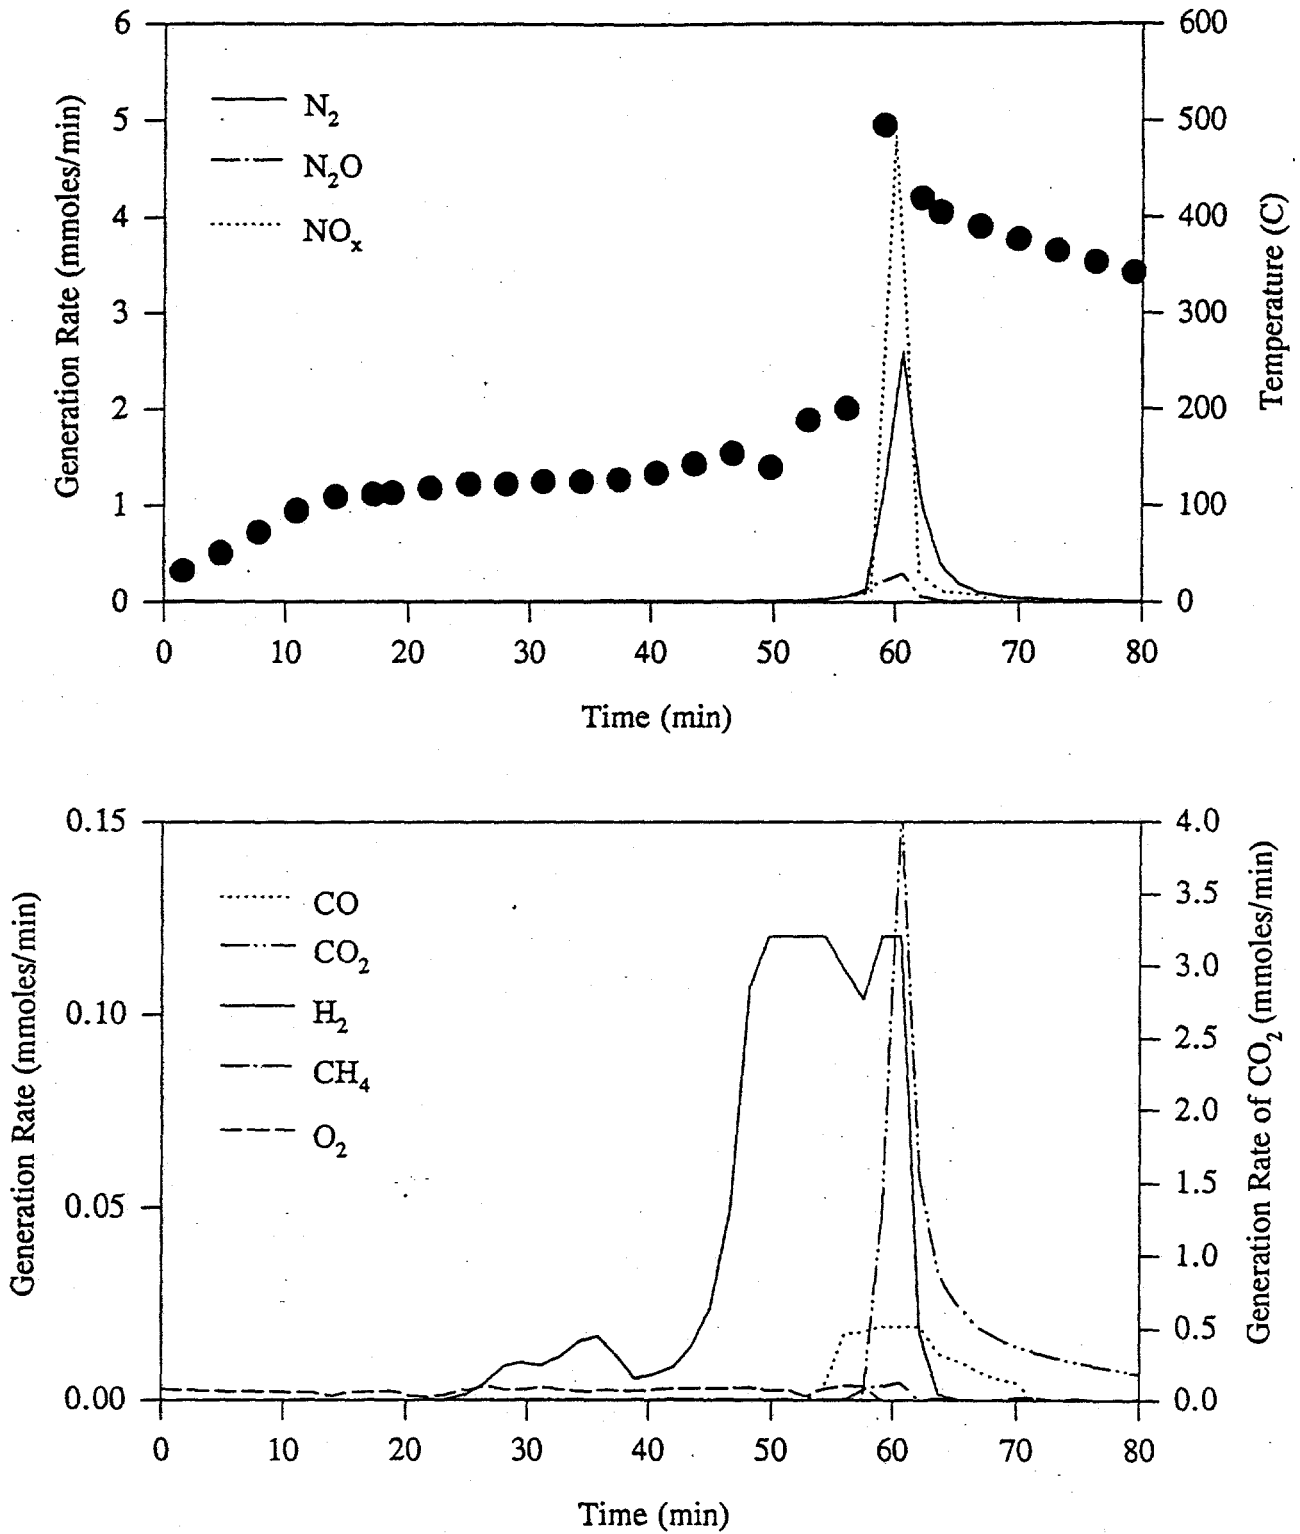 6
5
4
3
2
1
0
600
500
400
300
200
100
0
Generation Rate (mmoles/min)
Temperature (C)
N₂
N₂O
NOₓ
0 10 20 30 40 50 60 70 80
Time (min)
0.15
0.10
0.05
0.00
4.0
3.5
3.0
2.5
2.0
1.5
1.0
0.5
0.0
Generation Rate (mmoles/min)
Generation Rate of CO₂ (mmoles/min)
CO
CO₂
H₂
CH₄
O₂
0 10 20 30 40 50 60 70 80
Time (min)